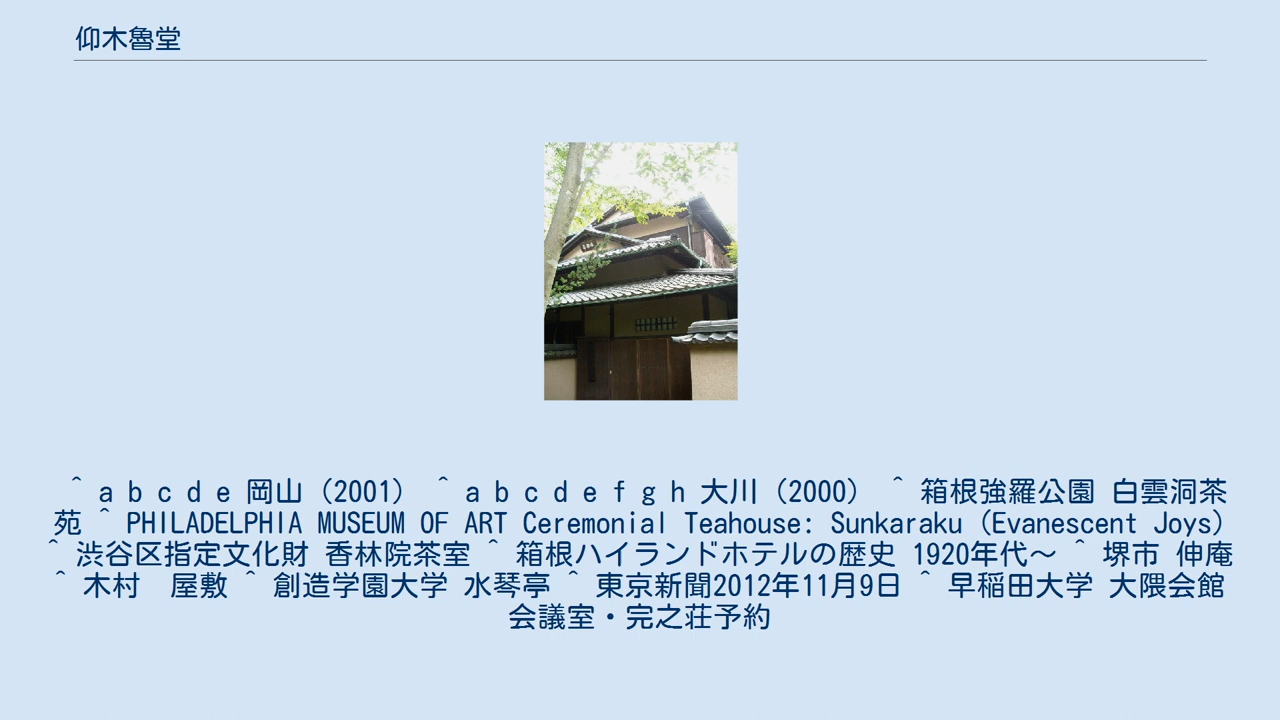 仰木魯堂
^ a b c d e 岡山（2001） ^ a b c d e f g h 大川（2000） ^ 箱根強羅公園 白雲洞茶
苑 ^ PHILADELPHIA MUSEUM OF ART Ceremonial Teahouse: Sunkaraku (Evanescent Joys)
^ 渋谷区指定文化財 香林院茶室 ^ 箱根ハイランドホテルの歴史 1920年代〜 ^ 堺市 伸庵
^ 木村　屋敷 ^ 創造学園大学 水琴亭 ^ 東京新聞2012年11月9日 ^ 早稲田大学 大隈会館
会議室・完之荘予約